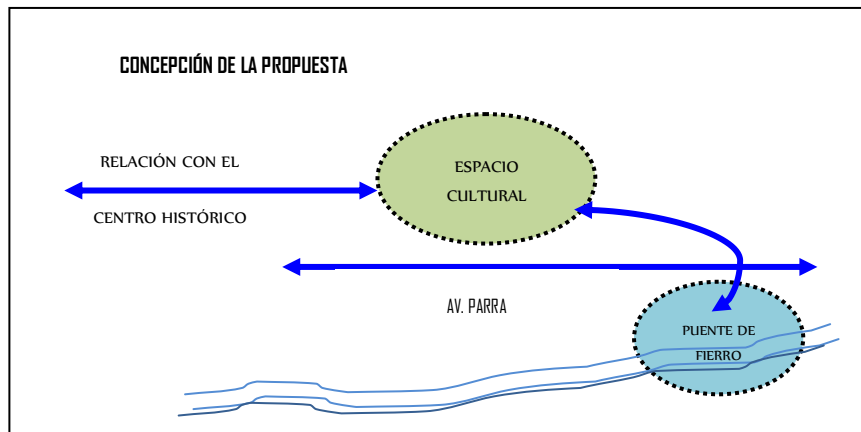 CONCEPCIÓN DE LA PROPUESTA
RELACIÓN CON EL
CENTRO HISTÓRICO
ESPACIO
CULTURAL
AV. PARRA
PUENTE DE
FIERRO